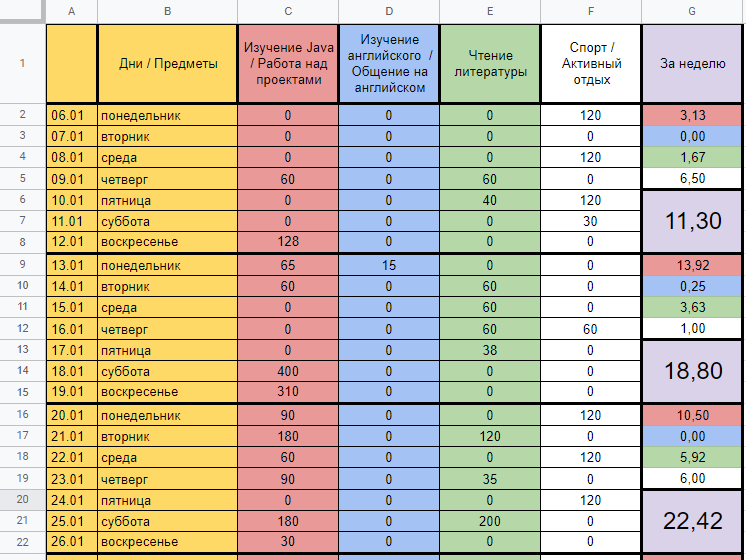 A B C D E F G
1 Дни / Предметы Изучение Java / Работа над проектами Изучение английского / Общение на английском Чтение литературы Спорт / Активный отдых За неделю
2 06.01 понедельник 0 0 0 120 3,13
3 07.01 вторник 0 0 0 0 0,00
4 08.01 среда 0 0 0 120 1,67
5 09.01 четверг 60 0 60 0 6,50
6 10.01 пятница 0 0 40 120
7 11.01 суббота 0 0 0 30 11,30
8 12.01 воскресенье 128 0 0 0
9 13.01 понедельник 65 15 0 0 13,92
10 14.01 вторник 60 0 60 0 0,25
11 15.01 среда 0 0 60 0 3,63
12 16.01 четверг 0 0 60 60 1,00
13 17.01 пятница 0 0 38 0
14 18.01 суббота 400 0 0 0 18,80
15 19.01 воскресенье 310 0 0 0
16 20.01 понедельник 90 0 0 120 10,50
17 21.01 вторник 180 0 120 0 0,00
18 22.01 среда 60 0 0 120 5,92
19 23.01 четверг 90 0 35 0 6,00
20 24.01 пятница 0 0 0 120
21 25.01 суббота 180 0 200 0 22,42
22 26.01 воскресенье 30 0 0 0